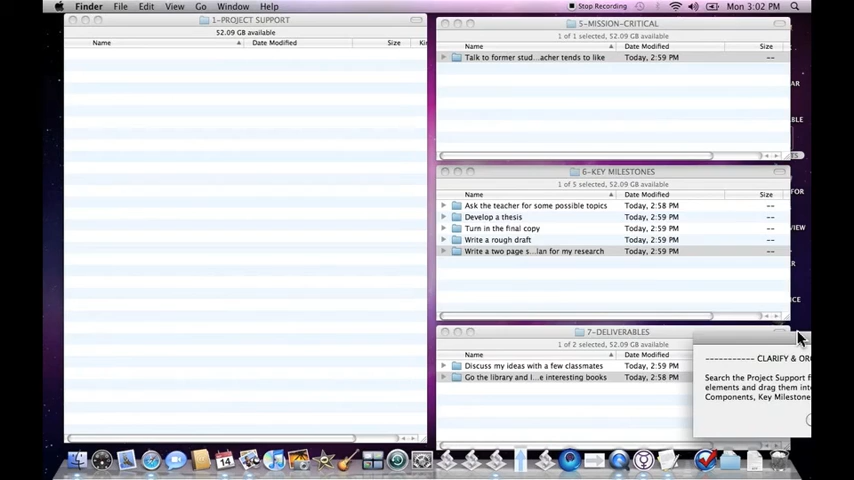 Finder File Edit View Go Window Help Stop Recording Mon 3:02 PM
1-PROJECT SUPPORT
52.09 GB available
Name Date Modified Size
5-MISSION-CRITICAL
1 of 1 selected, 52.09 GB available
Name Date Modified Size
Talk to former stud...acher tends to like Today, 2:59 PM --
6-KEY MILESTONES
1 of 5 selected, 52.09 GB available
Name Date Modified Size
Ask the teacher for some possible topics Today, 2:58 PM --
Develop a thesis Today, 2:59 PM --
Turn in the final copy Today, 2:59 PM --
Write a rough draft Today, 2:59 PM --
Write a two page s...lan for my research Today, 2:59 PM --
7-DELIVERABLES
1 of 2 selected, 52.09 GB available
Name Date Modified
Discuss my ideas with a few classmates Today, 2:59 PM
Go the library and l...e interesting books Today, 2:58 PM
----------- CLARIFY & OR
Search the Project Support f
elements and drag them int
Components, Key Milestone
AR
ABLE
TS
FOR
VIEW
R
ICE
14